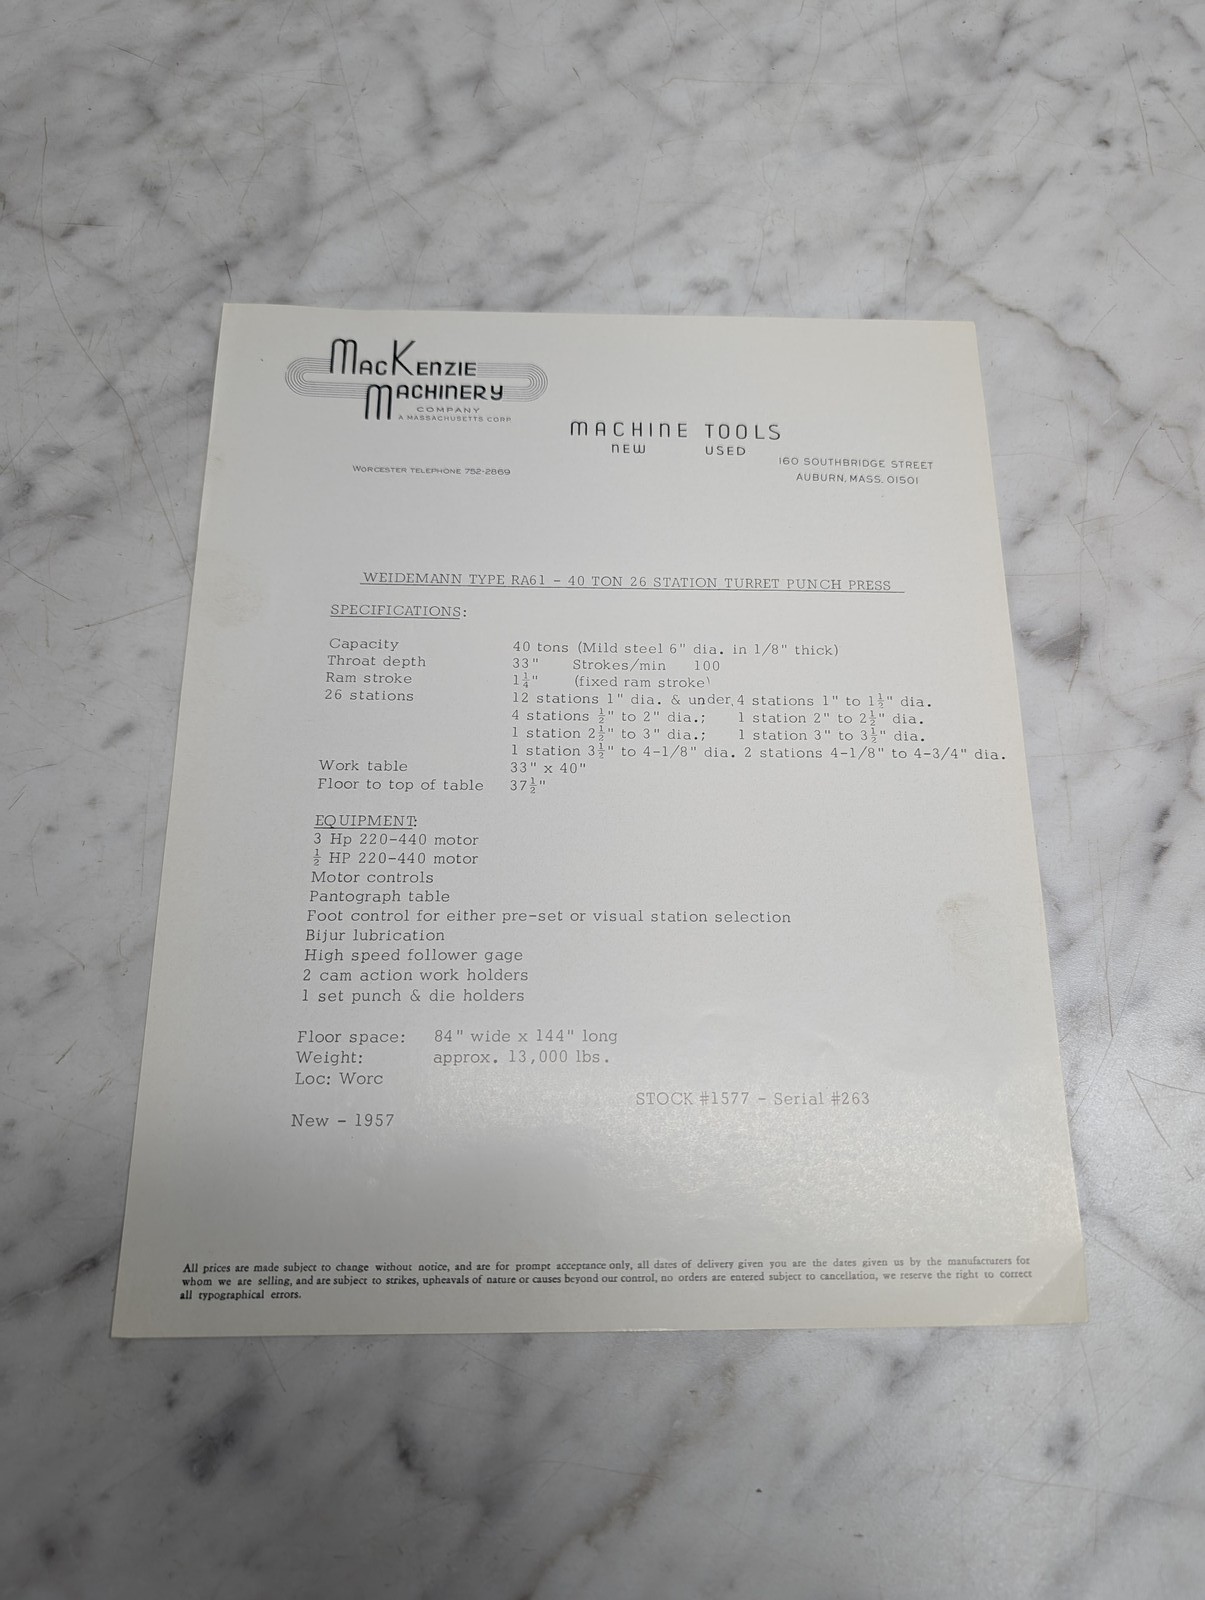 MacKenzie
Machinery
COMPANY
A MASSACHUSETTS CORP.
MACHINE TOOLS
NEW USED
WORCESTER TELEPHONE 752-2869
160 SOUTHBRIDGE STREET
AUBURN, MASS. 01501
WEIDEMANN TYPE RA61 - 40 TON 26 STATION TURRET PUNCH PRESS
SPECIFICATIONS:
Capacity 40 tons (Mild steel 6" dia. in 1/8" thick)
Throat depth 33" Strokes/min 100
Ram stroke 1¼" (fixed ram stroke)
26 stations 12 stations 1" dia. & under, 4 stations 1" to 1½" dia.
4 stations ½" to 2" dia.; 1 station 2" to 2½" dia.
1 station 2½" to 3" dia.; 1 station 3" to 3½" dia.
1 station 3½" to 4-1/8" dia. 2 stations 4-1/8" to 4-3/4" dia.
Work table 33" x 40"
Floor to top of table 37½"
EQUIPMENT:
3 Hp 220-440 motor
½ HP 220-440 motor
Motor controls
Pantograph table
Foot control for either pre-set or visual station selection
Bijur lubrication
High speed follower gage
2 cam action work holders
1 set punch & die holders
Floor space: 84" wide x 144" long
Weight: approx. 13,000 lbs.
Loc: Worc
STOCK #1577 - Serial #263
New - 1957
All prices are made subject to change without notice, and are for prompt acceptance only, all dates of delivery given you are the dates given us by the manufacturers for
whom we are selling, and are subject to strikes, upheavals of nature or causes beyond our control, no orders are entered subject to cancellation, we reserve the right to correct
all typographical errors.